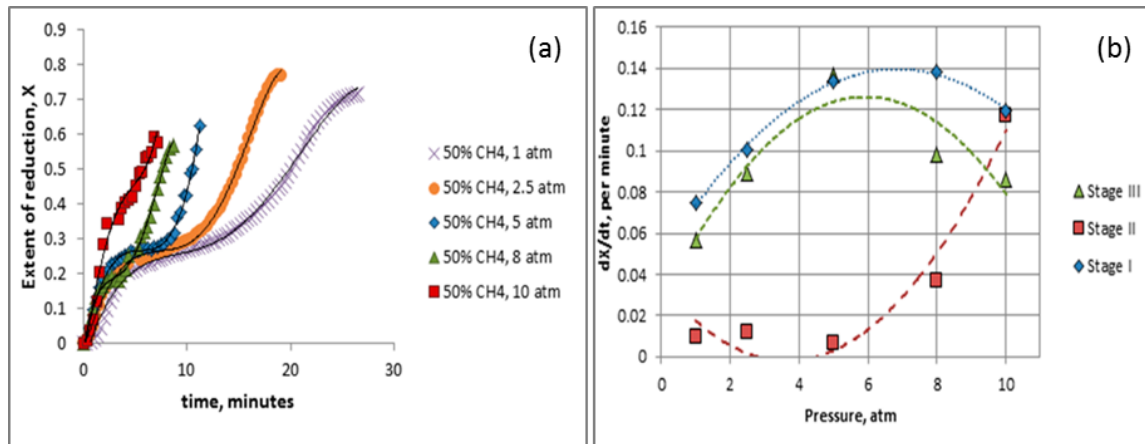 (a)
Extent of reduction, X
0.9
0.8
0.7
0.6
0.5
0.4
0.3
0.2
0.1
0
0 10 20 30
time, minutes
50% CH4, 1 atm
50% CH4, 2.5 atm
50% CH4, 5 atm
50% CH4, 8 atm
50% CH4, 10 atm
(b)
dX/dt, per minute
0.16
0.14
0.12
0.10
0.08
0.06
0.04
0.02
0
0 2 4 6 8 10
Pressure, atm
Stage III
Stage II
Stage I